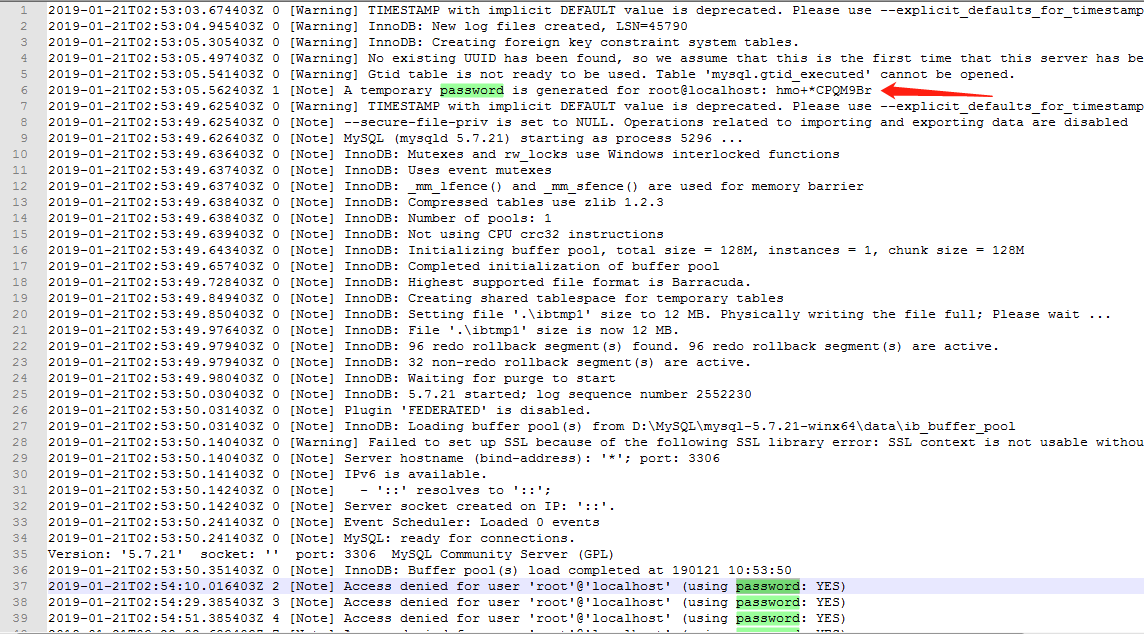 1 2019-01-21T02:53:03.674403Z 0 [Warning] TIMESTAMP with implicit DEFAULT value is deprecated. Please use --explicit_defaults_for_timestamp
2 2019-01-21T02:53:04.945403Z 0 [Warning] InnoDB: New log files created, LSN=45790
3 2019-01-21T02:53:05.305403Z 0 [Warning] InnoDB: Creating foreign key constraint system tables.
4 2019-01-21T02:53:05.497403Z 0 [Warning] No existing UUID has been found, so we assume that this is the first time that this server has be
5 2019-01-21T02:53:05.541403Z 0 [Warning] Gtid table is not ready to be used. Table 'mysql.gtid_executed' cannot be opened.
6 2019-01-21T02:53:05.562403Z 1 [Note] A temporary password is generated for root@localhost: hmo+*CPQM9Br
7 2019-01-21T02:53:49.625403Z 0 [Warning] TIMESTAMP with implicit DEFAULT value is deprecated. Please use --explicit_defaults_for_timestamp
8 2019-01-21T02:53:49.625403Z 0 [Note] --secure-file-priv is set to NULL. Operations related to importing and exporting data are disabled
9 2019-01-21T02:53:49.626403Z 0 [Note] MySQL (mysqld 5.7.21) starting as process 5296 ...
10 2019-01-21T02:53:49.636403Z 0 [Note] InnoDB: Mutexes and rw_locks use Windows interlocked functions
11 2019-01-21T02:53:49.637403Z 0 [Note] InnoDB: Uses event mutexes
12 2019-01-21T02:53:49.637403Z 0 [Note] InnoDB: _mm_lfence() and _mm_sfence() are used for memory barrier
13 2019-01-21T02:53:49.638403Z 0 [Note] InnoDB: Compressed tables use zlib 1.2.3
14 2019-01-21T02:53:49.638403Z 0 [Note] InnoDB: Number of pools: 1
15 2019-01-21T02:53:49.639403Z 0 [Note] InnoDB: Not using CPU crc32 instructions
16 2019-01-21T02:53:49.643403Z 0 [Note] InnoDB: Initializing buffer pool, total size = 128M, instances = 1, chunk size = 128M
17 2019-01-21T02:53:49.657403Z 0 [Note] InnoDB: Completed initialization of buffer pool
18 2019-01-21T02:53:49.728403Z 0 [Note] InnoDB: Highest supported file format is Barracuda.
19 2019-01-21T02:53:49.849403Z 0 [Note] InnoDB: Creating shared tablespace for temporary tables
20 2019-01-21T02:53:49.850403Z 0 [Note] InnoDB: Setting file '.\ibtmp1' size to 12 MB. Physically writing the file full; Please wait ...
21 2019-01-21T02:53:49.976403Z 0 [Note] InnoDB: File '.\ibtmp1' size is now 12 MB.
22 2019-01-21T02:53:49.979403Z 0 [Note] InnoDB: 96 redo rollback segment(s) found. 96 redo rollback segment(s) are active.
23 2019-01-21T02:53:49.979403Z 0 [Note] InnoDB: 32 non-redo rollback segment(s) are active.
24 2019-01-21T02:53:49.980403Z 0 [Note] InnoDB: Waiting for purge to start
25 2019-01-21T02:53:50.030403Z 0 [Note] InnoDB: 5.7.21 started; log sequence number 2552230
26 2019-01-21T02:53:50.031403Z 0 [Note] Plugin 'FEDERATED' is disabled.
27 2019-01-21T02:53:50.031403Z 0 [Note] InnoDB: Loading buffer pool(s) from D:\MySQL\mysql-5.7.21-winx64\data\ib_buffer_pool
28 2019-01-21T02:53:50.140403Z 0 [Warning] Failed to set up SSL because of the following SSL library error: SSL context is not usable withou
29 2019-01-21T02:53:50.140403Z 0 [Note] Server hostname (bind-address): '*'; port: 3306
30 2019-01-21T02:53:50.141403Z 0 [Note] IPv6 is available.
31 2019-01-21T02:53:50.142403Z 0 [Note]   - '::' resolves to '::';
32 2019-01-21T02:53:50.142403Z 0 [Note] Server socket created on IP: '::'.
33 2019-01-21T02:53:50.241403Z 0 [Note] Event Scheduler: Loaded 0 events
34 2019-01-21T02:53:50.241403Z 0 [Note] MySQL: ready for connections.
35 Version: '5.7.21'  socket: ''  port: 3306  MySQL Community Server (GPL)
36 2019-01-21T02:53:50.351403Z 0 [Note] InnoDB: Buffer pool(s) load completed at 190121 10:53:50
37 2019-01-21T02:54:10.016403Z 2 [Note] Access denied for user 'root'@'localhost' (using password: YES)
38 2019-01-21T02:54:29.385403Z 3 [Note] Access denied for user 'root'@'localhost' (using password: YES)
39 2019-01-21T02:54:51.385403Z 4 [Note] Access denied for user 'root'@'localhost' (using password: YES)